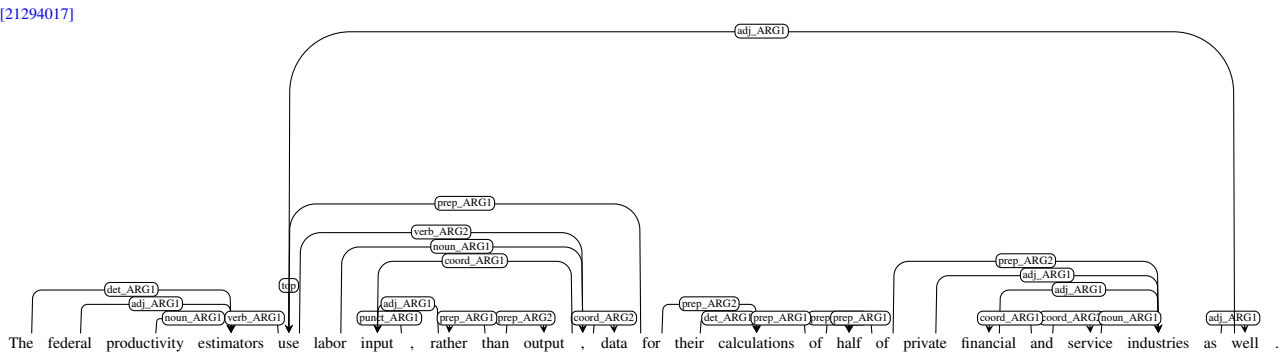 [21294017]
adj_ARG1
prep_ARG1
verb_ARG2
noun_ARG1
coord_ARG1 prep_ARG2
adj_ARG1
top det_ARG1 adj_ARG1
adj_ARG1 adj_ARG1 prep_ARG2
noun_ARG1 verb_ARG1 punct_ARG1 prep_ARG1 prep_ARG2 coord_ARG2 det_ARG1 prep_ARG1 prep_ARG1 coord_ARG1 coord_ARG2 noun_ARG1 adj_ARG1
The federal productivity estimators use labor input , rather than output , data for their calculations of half of private financial and service industries as well .